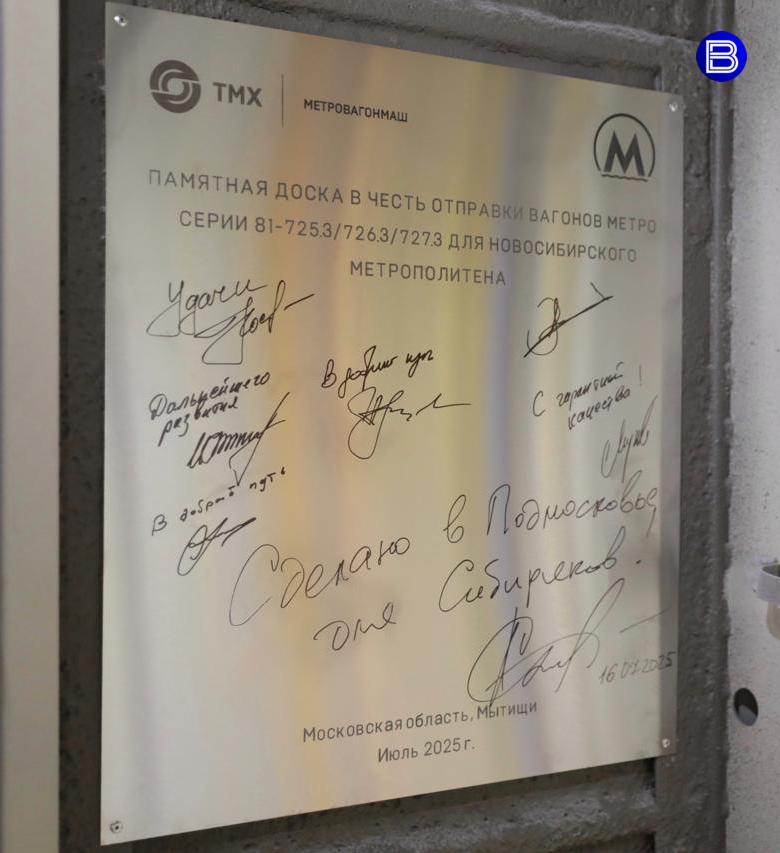 В
ТМХ
МЕТРОВАГОНМАШ
М
ПАМЯТНАЯ ДОСКА В ЧЕСТЬ ОТПРАВКИ ВАГОНОВ МЕТРО
СЕРИИ 81-725.3/726.3/727.3 ДЛЯ НОВОСИБИРСКОГО
МЕТРОПОЛИТЕНА
Удачи
Дальнейшего
развития
В добрый путь
С гарантией
качества!
В добрый путь
Сделано в Подмосковье
для Сибиряков.
16.07.2025
Московская область, Мытищи
Июль 2025 г.